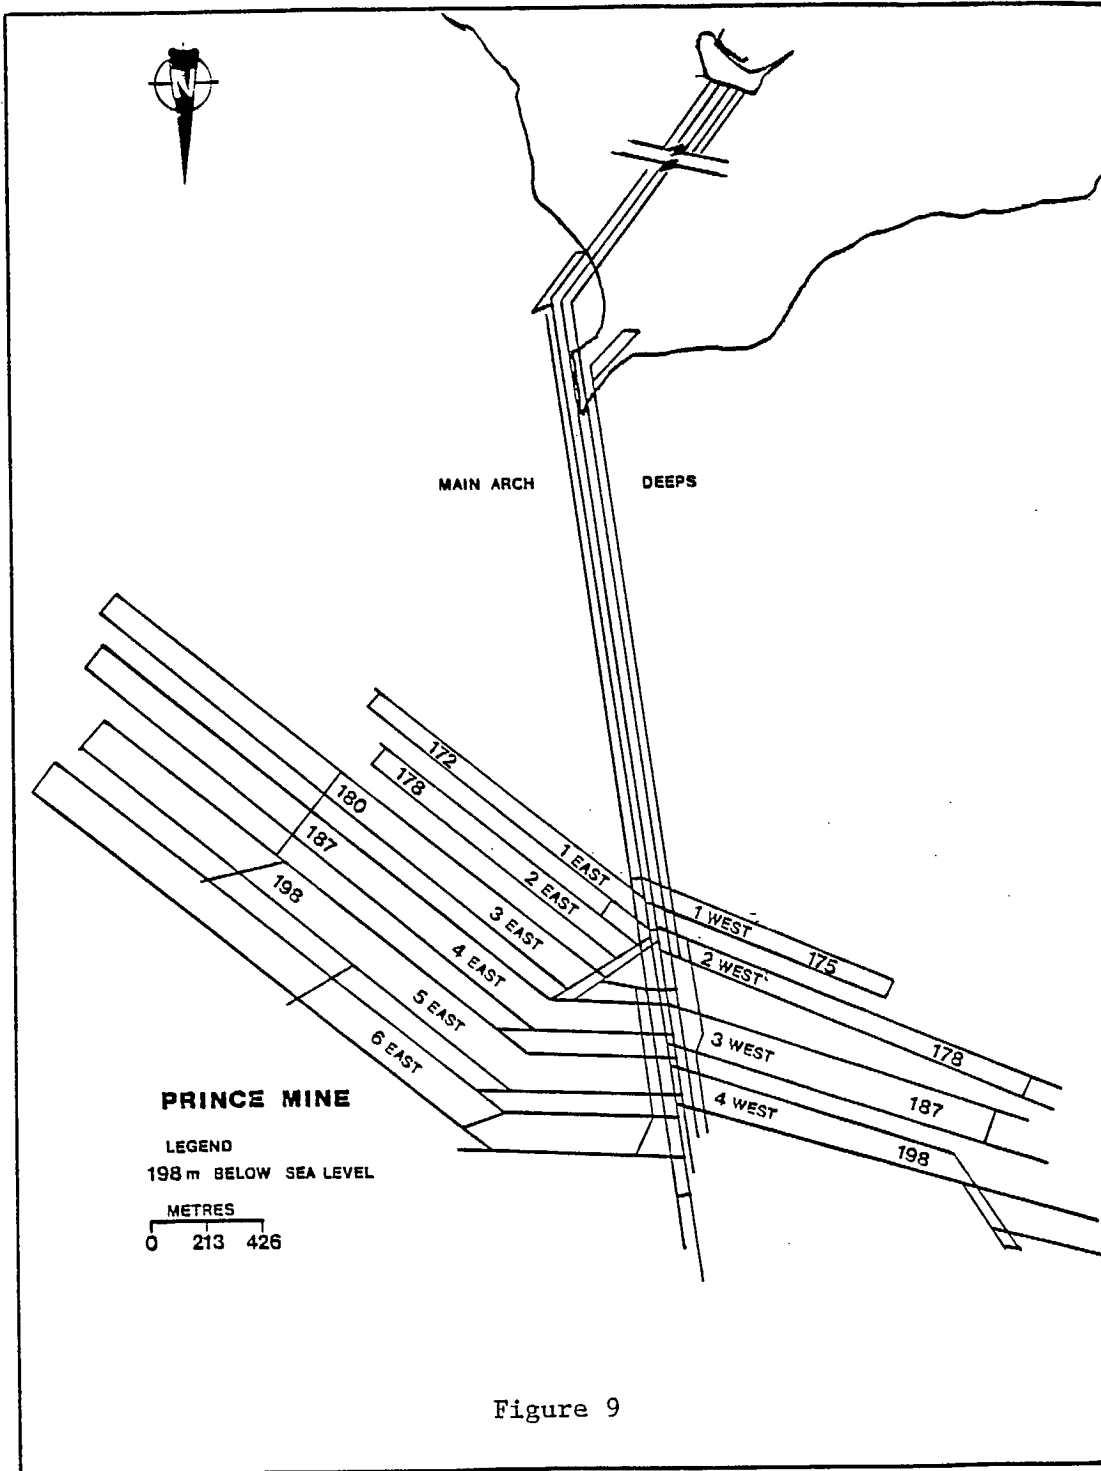 N
MAIN ARCH DEEPS
172
178
180
187
198
1 EAST
2 EAST
3 EAST
4 EAST
5 EAST
6 EAST
1 WEST
175
2 WEST
178
3 WEST
187
4 WEST
198
PRINCE MINE
LEGEND
198 m BELOW SEA LEVEL
METRES
0 213 426
Figure 9